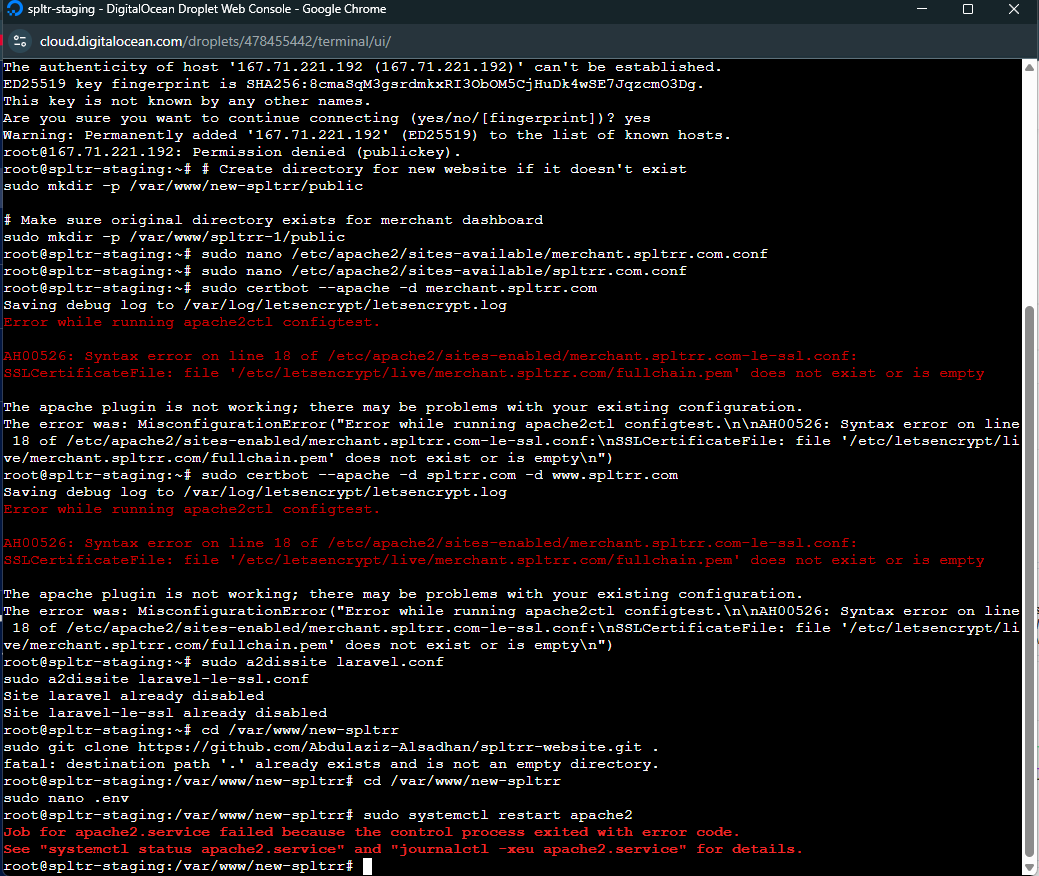 spltr-staging - DigitalOcean Droplet Web Console - Google Chrome
cloud.digitalocean.com/droplets/478455442/terminal/ui/
The authenticity of host '167.71.221.192 (167.71.221.192)' can't be established.
ED25519 key fingerprint is SHA256:8cmaSqM3gsrdmkxRI3ObOM5CjHuDk4wSE7JqzcmO3Dg.
This key is not known by any other names.
Are you sure you want to continue connecting (yes/no/[fingerprint])? yes
Warning: Permanently added '167.71.221.192' (ED25519) to the list of known hosts.
root@167.71.221.192: Permission denied (publickey).
root@spltr-staging:~# # Create directory for new website if it doesn't exist
sudo mkdir -p /var/www/new-spltrr/public

# Make sure original directory exists for merchant dashboard
sudo mkdir -p /var/www/spltrr-1/public
root@spltr-staging:~# sudo nano /etc/apache2/sites-available/merchant.spltrr.com.conf
root@spltr-staging:~# sudo nano /etc/apache2/sites-available/spltrr.com.conf
root@spltr-staging:~# sudo certbot --apache -d merchant.spltrr.com
Saving debug log to /var/log/letsencrypt/letsencrypt.log
Error while running apache2ctl configtest.

AH00526: Syntax error on line 18 of /etc/apache2/sites-enabled/merchant.spltrr.com-le-ssl.conf:
SSLCertificateFile: file '/etc/letsencrypt/live/merchant.spltrr.com/fullchain.pem' does not exist or is empty

The apache plugin is not working; there may be problems with your existing configuration.
The error was: MisconfigurationError("Error while running apache2ctl configtest.\n\nAH00526: Syntax error on line
 18 of /etc/apache2/sites-enabled/merchant.spltrr.com-le-ssl.conf:\nSSLCertificateFile: file '/etc/letsencrypt/li
ve/merchant.spltrr.com/fullchain.pem' does not exist or is empty\n")
root@spltr-staging:~# sudo certbot --apache -d spltrr.com -d www.spltrr.com
Saving debug log to /var/log/letsencrypt/letsencrypt.log
Error while running apache2ctl configtest.

AH00526: Syntax error on line 18 of /etc/apache2/sites-enabled/merchant.spltrr.com-le-ssl.conf:
SSLCertificateFile: file '/etc/letsencrypt/live/merchant.spltrr.com/fullchain.pem' does not exist or is empty

The apache plugin is not working; there may be problems with your existing configuration.
The error was: MisconfigurationError("Error while running apache2ctl configtest.\n\nAH00526: Syntax error on line
 18 of /etc/apache2/sites-enabled/merchant.spltrr.com-le-ssl.conf:\nSSLCertificateFile: file '/etc/letsencrypt/li
ve/merchant.spltrr.com/fullchain.pem' does not exist or is empty\n")
root@spltr-staging:~# sudo a2dissite laravel.conf
sudo a2dissite laravel-le-ssl.conf
Site laravel already disabled
Site laravel-le-ssl already disabled
root@spltr-staging:~# cd /var/www/new-spltrr
sudo git clone https://github.com/Abdulaziz-Alsadhan/spltrr-website.git .
fatal: destination path '.' already exists and is not an empty directory.
root@spltr-staging:/var/www/new-spltrr# cd /var/www/new-spltrr
sudo nano .env
root@spltr-staging:/var/www/new-spltrr# sudo systemctl restart apache2
Job for apache2.service failed because the control process exited with error code.
See "systemctl status apache2.service" and "journalctl -xeu apache2.service" for details.
root@spltr-staging:/var/www/new-spltrr#